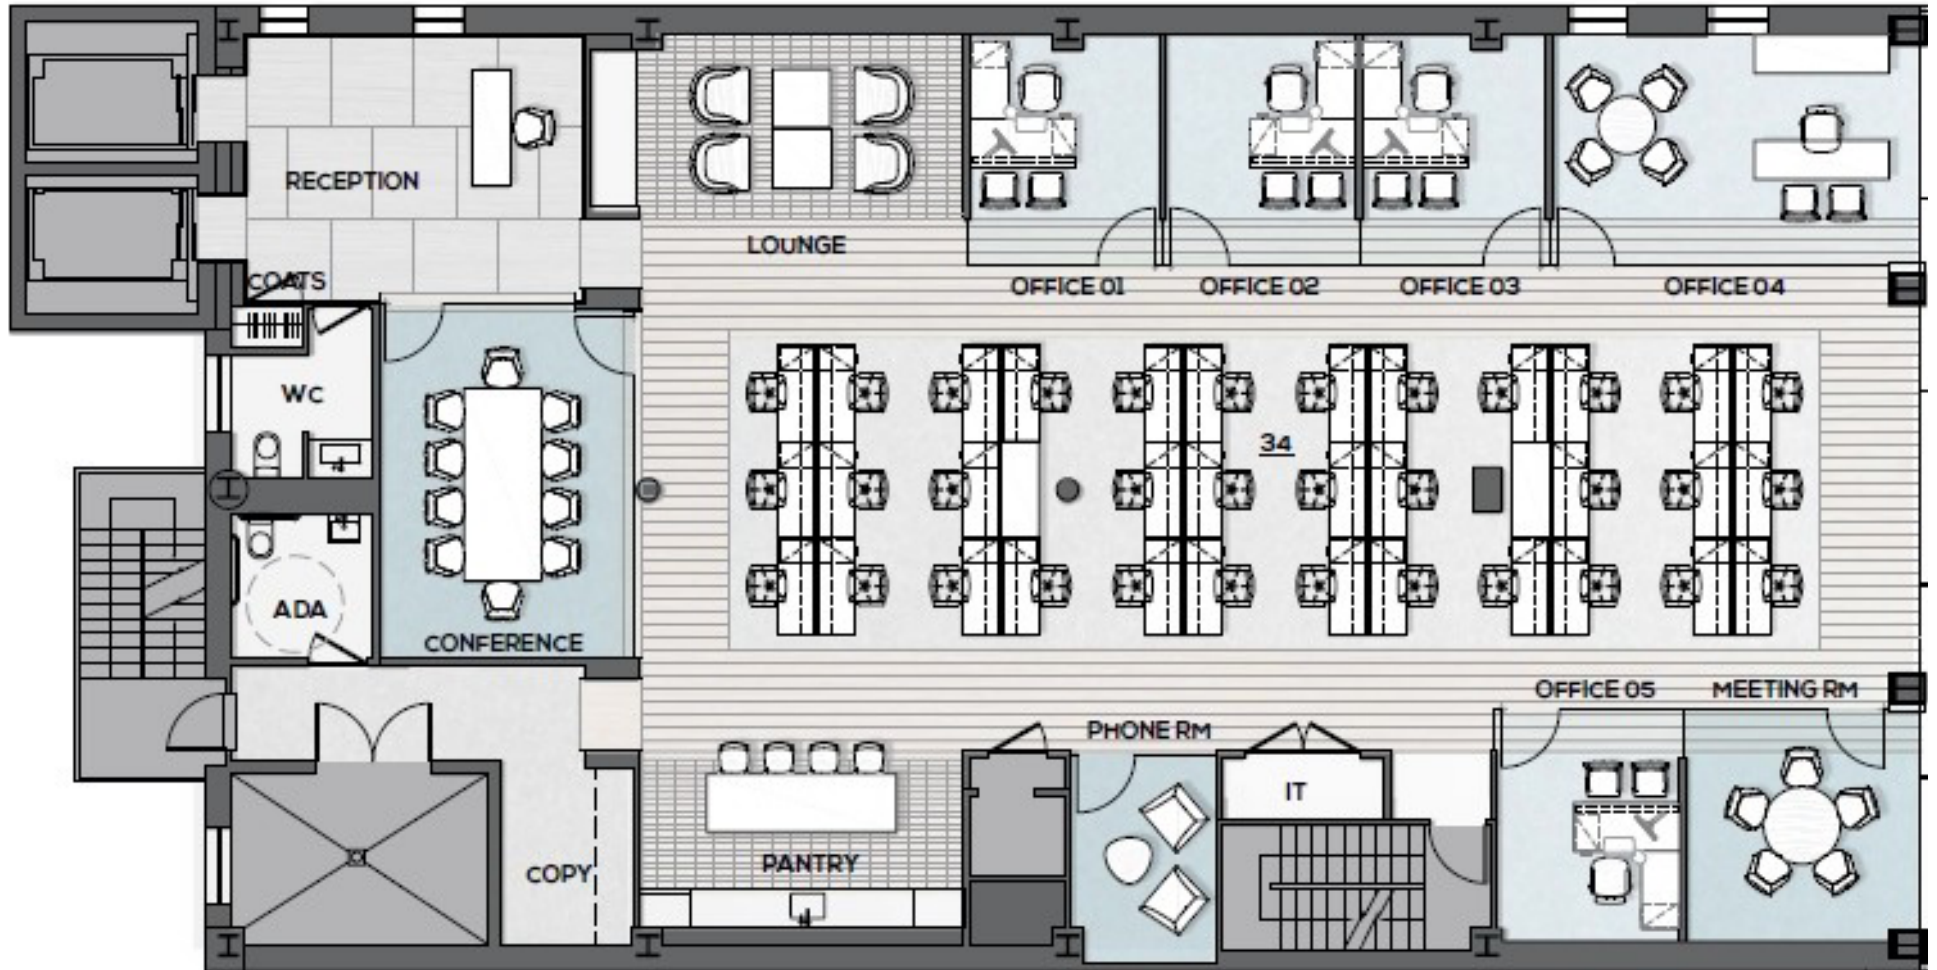 RECEPTION
LOUNGE
COATS
OFFICE 01
OFFICE 02
OFFICE 03
OFFICE 04
WC
34
ADA
CONFERENCE
OFFICE 05
MEETING RM
PHONE RM
IT
PANTRY
COPY